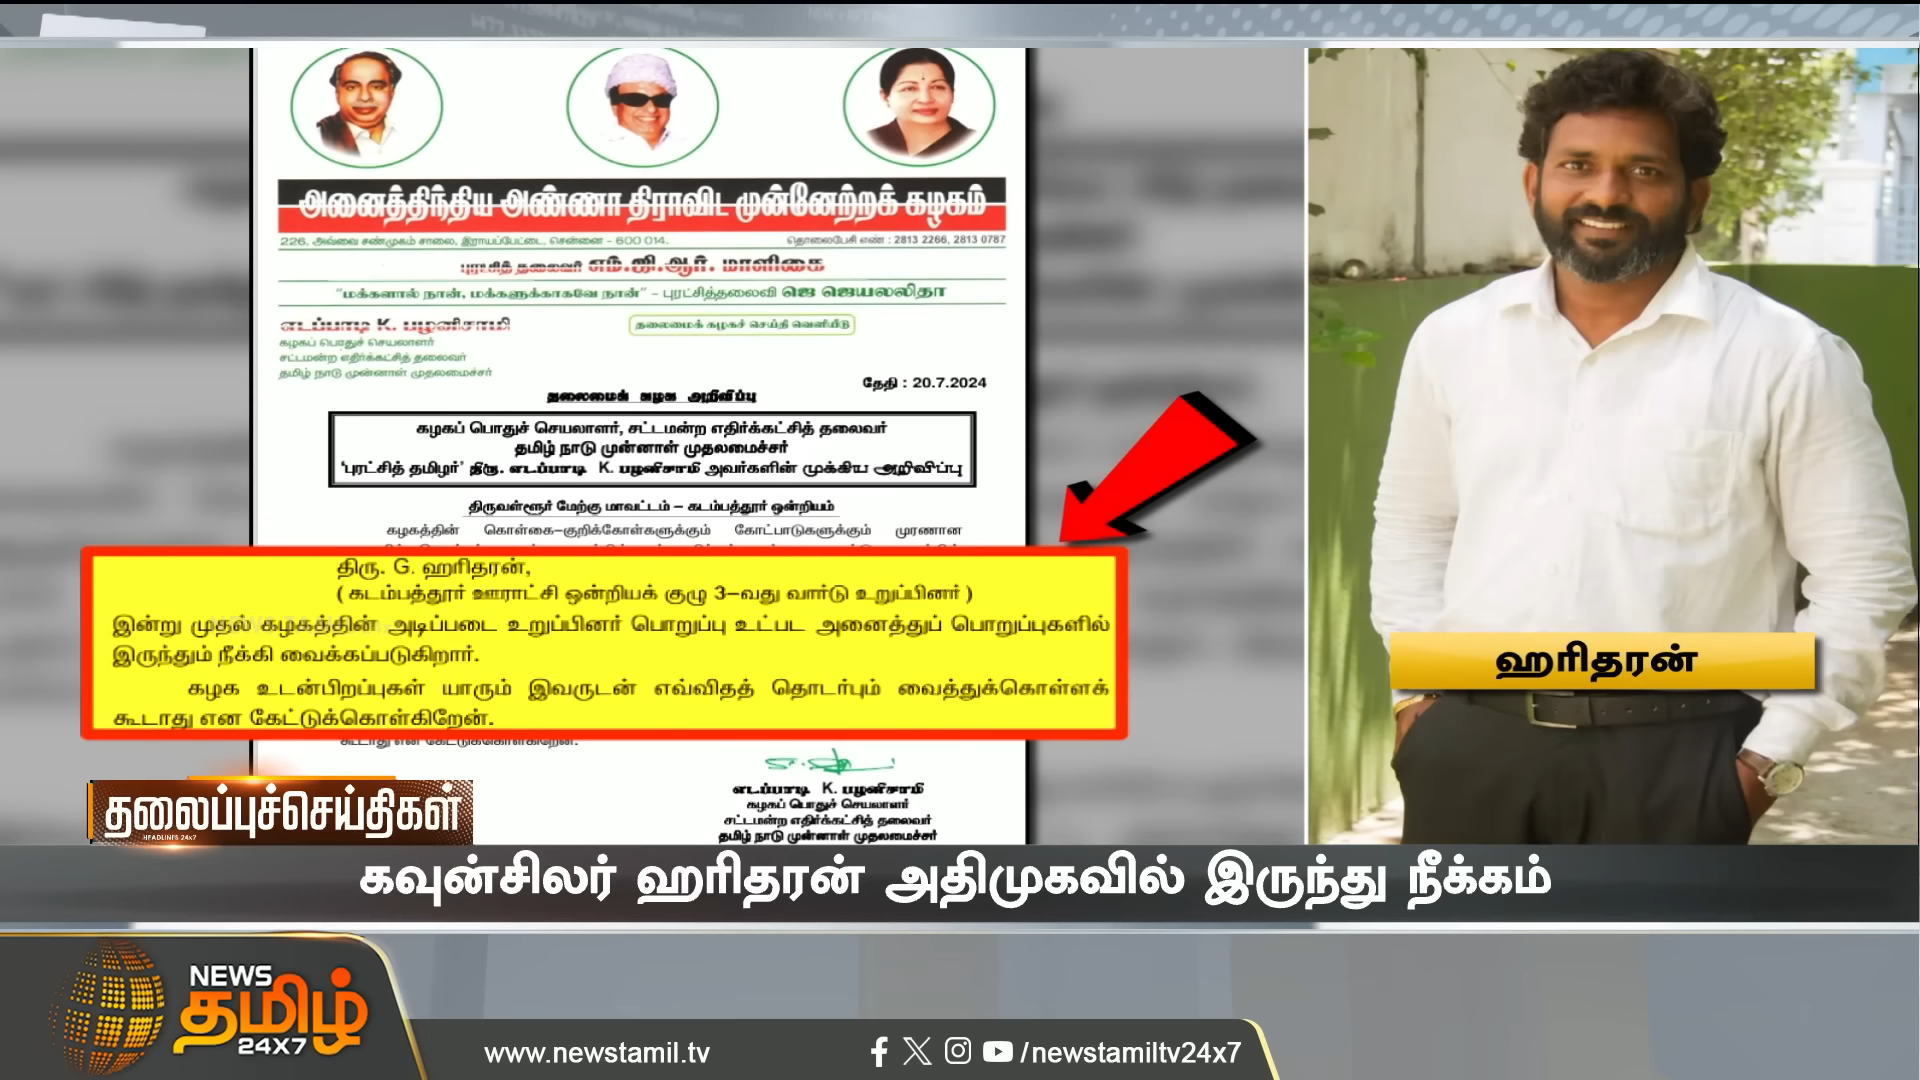 அனைத்திந்திய அண்ணா திராவிட முன்னேற்றக் கழகம்
226, அவ்வை சண்முகம் சாலை, இராயப்பேட்டை, சென்னை - 600 014.
தொலைபேசி எண் : 2813 2266, 2813 0787
புரட்சித் தலைவர் எம்.ஜி.ஆர். மாளிகை
"மக்களால் நான், மக்களுக்காகவே நான்" - புரட்சித்தலைவி ஜெ ஜெயலலிதா
எடப்பாடி K. பழனிசாமி
தலைமைக் கழகச் செய்தி வெளியீடு
கழகப் பொதுச் செயலாளர்
சட்டமன்ற எதிர்க்கட்சித் தலைவர்
தமிழ் நாடு முன்னாள் முதலமைச்சர்
தேதி : 20.7.2024
தலைமைக் கழக அறிவிப்பு
கழகப் பொதுச் செயலாளர், சட்டமன்ற எதிர்க்கட்சித் தலைவர்
தமிழ் நாடு முன்னாள் முதலமைச்சர்
'புரட்சித் தமிழர்' திரு. எடப்பாடி K. பழனிசாமி அவர்களின் முக்கிய அறிவிப்பு
திருவள்ளூர் மேற்கு மாவட்டம் – கடம்பத்தூர் ஒன்றியம்
கழகத்தின் கொள்கை–குறிக்கோள்களுக்கும் கோட்பாடுகளுக்கும் முரணான
திரு. G. ஹரிதரன்,
( கடம்பத்தூர் ஊராட்சி ஒன்றியக் குழு 3–வது வார்டு உறுப்பினர் )
இன்று முதல் கழகத்தின் அடிப்படை உறுப்பினர் பொறுப்பு உட்பட அனைத்துப் பொறுப்புகளில்
இருந்தும் நீக்கி வைக்கப்படுகிறார்.
கழக உடன்பிறப்புகள் யாரும் இவருடன் எவ்விதத் தொடர்பும் வைத்துக்கொள்ளக்
கூடாது என கேட்டுக்கொள்கிறேன்.
கூடாது என கேட்டுக்கொள்கிறேன்.
எடப்பாடி K. பழனிசாமி
கழகப் பொதுச் செயலாளர்
சட்டமன்ற எதிர்க்கட்சித் தலைவர்
தமிழ் நாடு முன்னாள் முதலமைச்சர்
ஹரிதரன்
தலைப்புச்செய்திகள்
HEADLINES 24x7
கவுன்சிலர் ஹரிதரன் அதிமுகவில் இருந்து நீக்கம்
NEWS
தமிழ்
24X7
www.newstamil.tv
/newstamiltv24x7